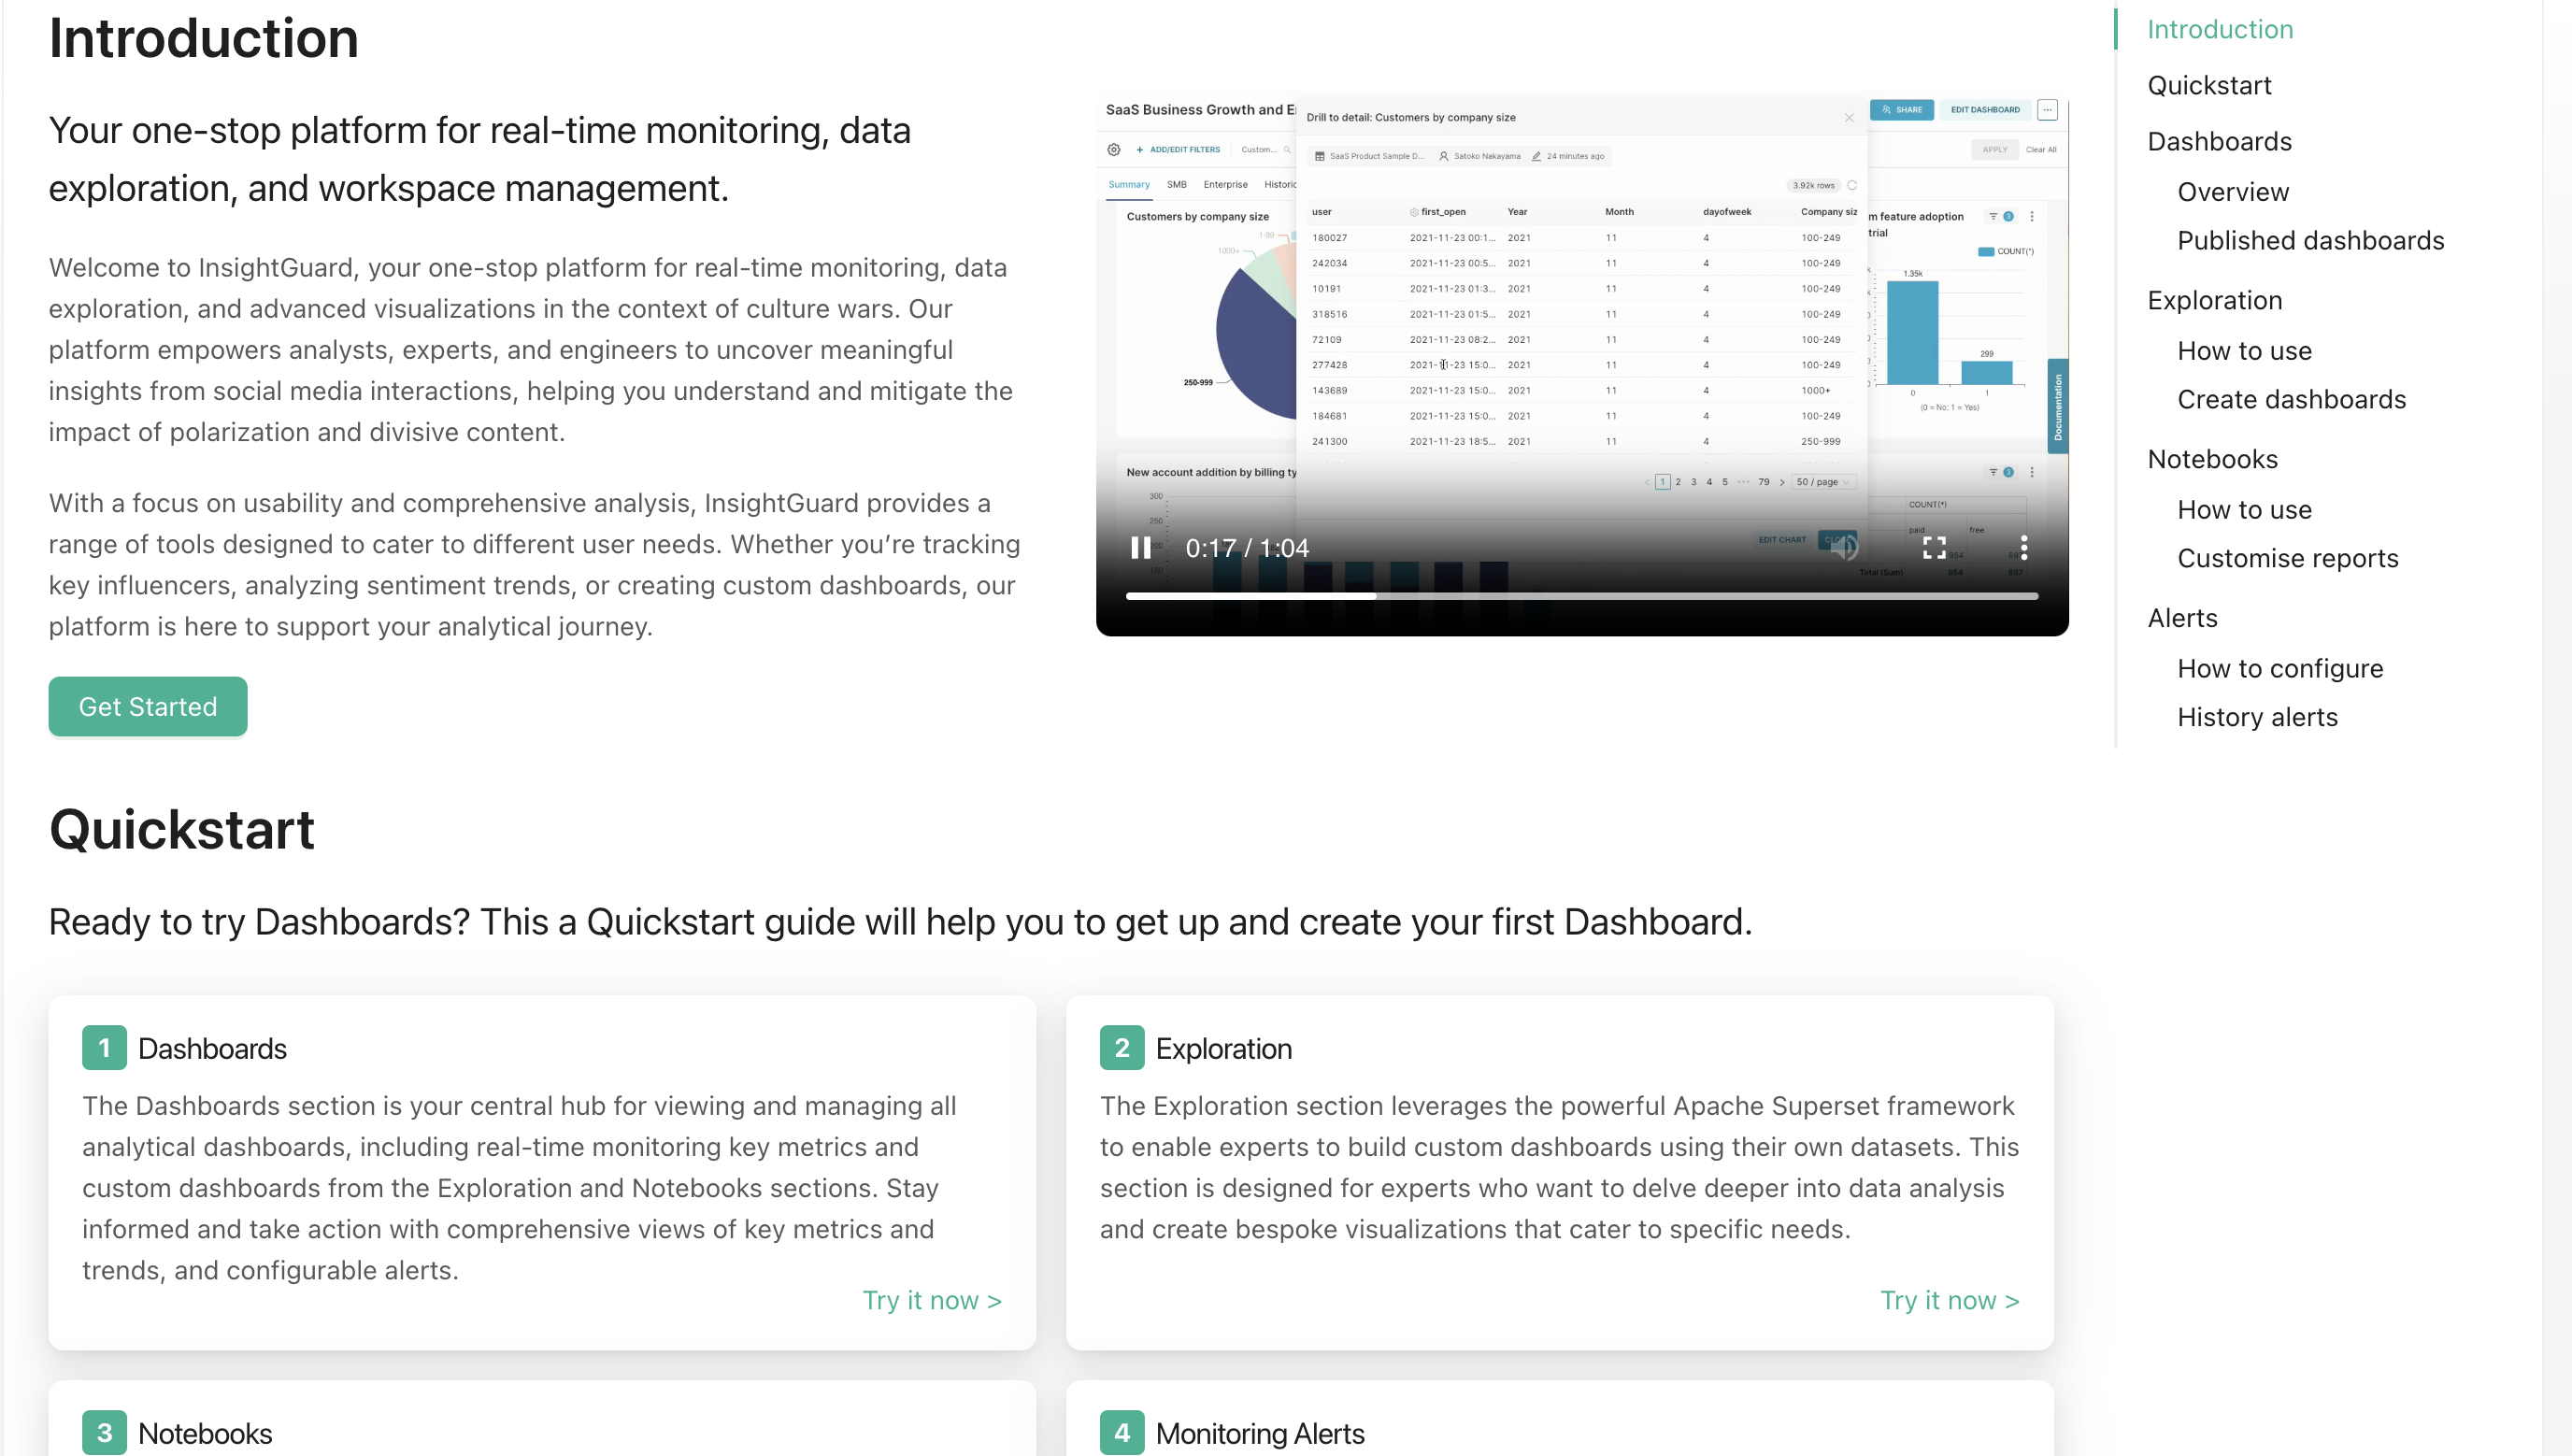 Introduction
Your one-stop platform for real-time monitoring, data
exploration, and workspace management.
Welcome to InsightGuard, your one-stop platform for real-time monitoring, data
exploration, and advanced visualizations in the context of culture wars. Our
platform empowers analysts, experts, and engineers to uncover meaningful
insights from social media interactions, helping you understand and mitigate the
impact of polarization and divisive content.
With a focus on usability and comprehensive analysis, InsightGuard provides a
range of tools designed to cater to different user needs. Whether you're tracking
key influencers, analyzing sentiment trends, or creating custom dashboards, our
platform is here to support your analytical journey.
Get Started
SaaS Business Growth and E
SHARE
EDIT DASHBOARD
ADD/EDIT FILTERS
Custom...
APPLY
Clear All
Summary
SMB
Enterprise
Historic
Customers by company size
1-99
1000+
250-999
Drill to detail: Customers by company size
SaaS Product Sample D...
Satoko Nakayama
24 minutes ago
3.92k rows
user first_open Year Month dayofweek Company siz
180027 2021-11-23 00:1... 2021 11 4 100-249
242034 2021-11-23 00:5... 2021 11 4 100-249
10191 2021-11-23 01:3... 2021 11 4 100-249
318516 2021-11-23 01:5... 2021 11 4 100-249
72109 2021-11-23 08:2... 2021 11 4 100-249
277428 2021-11-23 15:0... 2021 11 4 100-249
143689 2021-11-23 15:0... 2021 11 4 1000+
184681 2021-11-23 15:0... 2021 11 4 100-249
241300 2021-11-23 18:5... 2021 11 4 250-999
< 1 2 3 4 5 ··· 79 > 50 / page
EDIT CHART
m feature adoption
trial
3
COUNT(*)
1.35k
299
0 1
(0 = No; 1 = Yes)
Documentation
New account addition by billing ty
300
250
200
150
3
COUNT(*)
paid free
954
Total (Sum) 954 697
0:17 / 1:04
Introduction
Quickstart
Dashboards
Overview
Published dashboards
Exploration
How to use
Create dashboards
Notebooks
How to use
Customise reports
Alerts
How to configure
History alerts
Quickstart
Ready to try Dashboards? This a Quickstart guide will help you to get up and create your first Dashboard.
1 Dashboards
The Dashboards section is your central hub for viewing and managing all
analytical dashboards, including real-time monitoring key metrics and
custom dashboards from the Exploration and Notebooks sections. Stay
informed and take action with comprehensive views of key metrics and
trends, and configurable alerts.
Try it now >
2 Exploration
The Exploration section leverages the powerful Apache Superset framework
to enable experts to build custom dashboards using their own datasets. This
section is designed for experts who want to delve deeper into data analysis
and create bespoke visualizations that cater to specific needs.
Try it now >
3 Notebooks
4 Monitoring Alerts